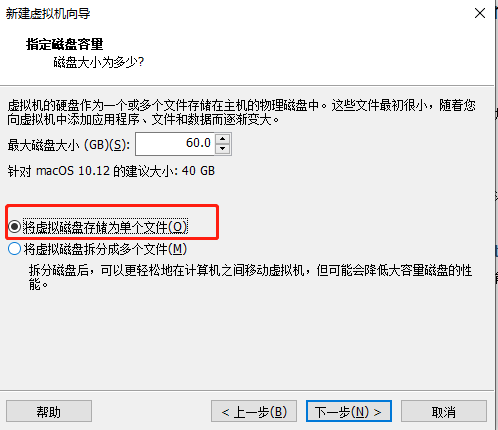 新建虚拟机向导
指定磁盘容量
磁盘大小为多少?
虚拟机的硬盘作为一个或多个文件存储在主机的物理磁盘中。这些文件最初很小，随着您
向虚拟机中添加应用程序、文件和数据而逐渐变大。
最大磁盘大小 (GB)(S): 60.0
针对 macOS 10.12 的建议大小: 40 GB
将虚拟磁盘存储为单个文件(O)
将虚拟磁盘拆分成多个文件(M)
拆分磁盘后，可以更轻松地在计算机之间移动虚拟机，但可能会降低大容量磁盘的性
能。
帮助 < 上一步(B) 下一步(N) > 取消